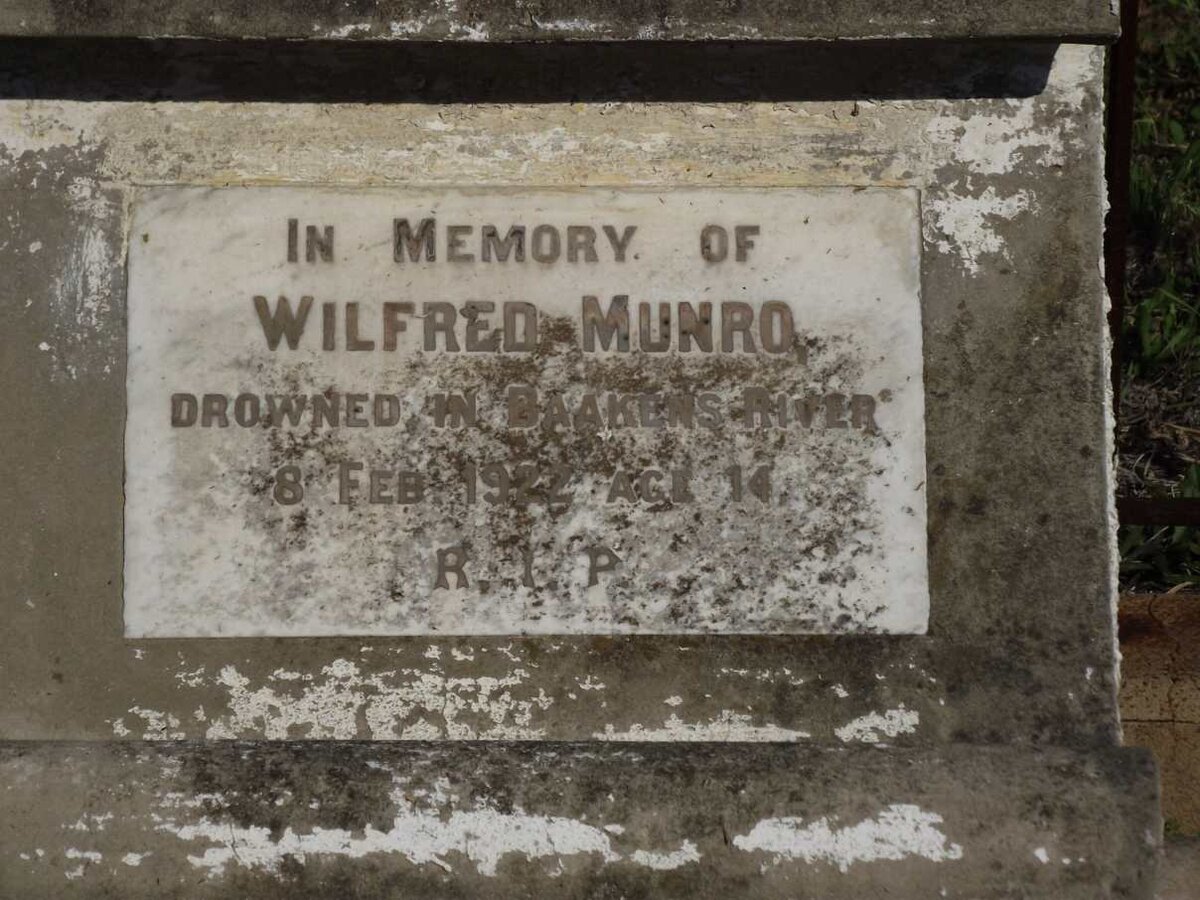 In Memory of
Wilfred Munro,
drowned in Baakens River
8 Feb. 1922 age 14.
R. I. P.